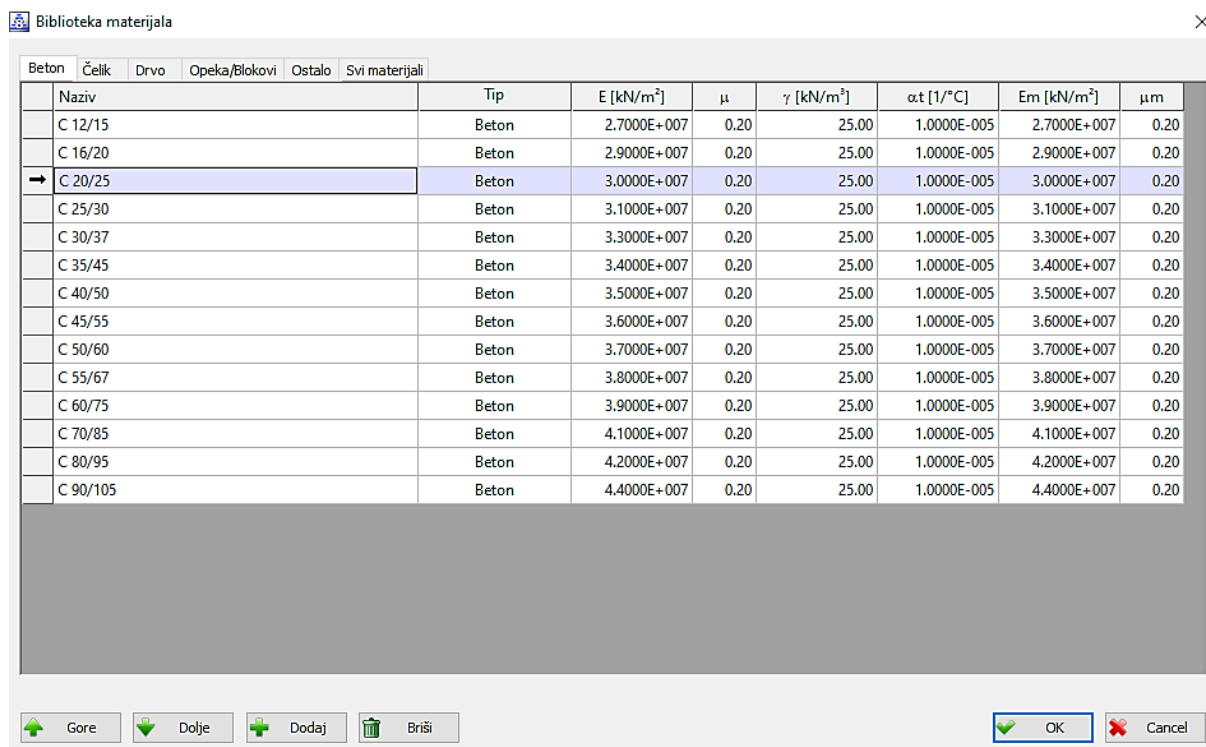 Biblioteka materijala
Beton Čelik Drvo Opeka/Blokovi Ostalo Svi materijali
Naziv Tip E [kN/m²] μ γ [kN/m³] αt [1/°C] Em [kN/m²] μm
C 12/15 Beton 2.7000E+007 0.20 25.00 1.0000E-005 2.7000E+007 0.20
C 16/20 Beton 2.9000E+007 0.20 25.00 1.0000E-005 2.9000E+007 0.20
C 20/25 Beton 3.0000E+007 0.20 25.00 1.0000E-005 3.0000E+007 0.20
C 25/30 Beton 3.1000E+007 0.20 25.00 1.0000E-005 3.1000E+007 0.20
C 30/37 Beton 3.3000E+007 0.20 25.00 1.0000E-005 3.3000E+007 0.20
C 35/45 Beton 3.4000E+007 0.20 25.00 1.0000E-005 3.4000E+007 0.20
C 40/50 Beton 3.5000E+007 0.20 25.00 1.0000E-005 3.5000E+007 0.20
C 45/55 Beton 3.6000E+007 0.20 25.00 1.0000E-005 3.6000E+007 0.20
C 50/60 Beton 3.7000E+007 0.20 25.00 1.0000E-005 3.7000E+007 0.20
C 55/67 Beton 3.8000E+007 0.20 25.00 1.0000E-005 3.8000E+007 0.20
C 60/75 Beton 3.9000E+007 0.20 25.00 1.0000E-005 3.9000E+007 0.20
C 70/85 Beton 4.1000E+007 0.20 25.00 1.0000E-005 4.1000E+007 0.20
C 80/95 Beton 4.2000E+007 0.20 25.00 1.0000E-005 4.2000E+007 0.20
C 90/105 Beton 4.4000E+007 0.20 25.00 1.0000E-005 4.4000E+007 0.20
Gore Dolje Dodaj Briši OK Cancel